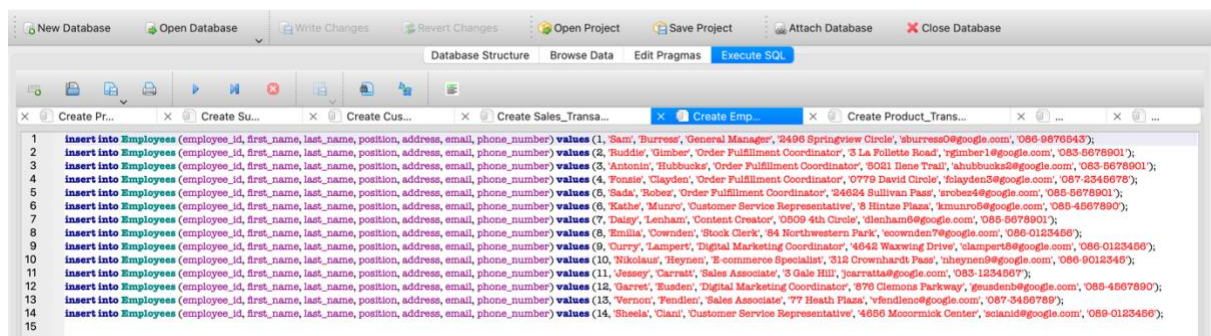 New Database Open Database Write Changes Revert Changes Open Project Save Project Attach Database Close Database
Database Structure Browse Data Edit Pragmas Execute SQL
Create Pr... Create Su... Create Cus... Create Sales_Transa... Create Emp... Create Product_Trans... ... ...
1 insert into Employees (employee_id, first_name, last_name, position, address, email, phone_number) values (1, 'Sam', 'Burress', 'General Manager', '2496 Springview Circle', 'sburress0@google.com', '086-9876543');
2 insert into Employees (employee_id, first_name, last_name, position, address, email, phone_number) values (2, 'Ruddie', 'Gimber', 'Order Fulfillment Coordinator', '3 La Follette Road', 'rgimber1@google.com', '083-5678901');
3 insert into Employees (employee_id, first_name, last_name, position, address, email, phone_number) values (3, 'Antonin', 'Hubbucks', 'Order Fulfillment Coordinator', '5021 Ilene Trail', 'ahubbucks2@google.com', '083-5678901');
4 insert into Employees (employee_id, first_name, last_name, position, address, email, phone_number) values (4, 'Fonsie', 'Clayden', 'Order Fulfillment Coordinator', '0779 David Circle', 'fclayden3@google.com', '087-2345678');
5 insert into Employees (employee_id, first_name, last_name, position, address, email, phone_number) values (5, 'Sada', 'Robez', 'Order Fulfillment Coordinator', '24624 Sullivan Pass', 'srobez4@google.com', '085-5678901');
6 insert into Employees (employee_id, first_name, last_name, position, address, email, phone_number) values (6, 'Kathe', 'Munro', 'Customer Service Representative', '8 Hintze Plaza', 'kmunro5@google.com', '085-4567890');
7 insert into Employees (employee_id, first_name, last_name, position, address, email, phone_number) values (7, 'Daisy', 'Lenham', 'Content Creator', '0509 4th Circle', 'dlenham6@google.com', '085-5678901');
8 insert into Employees (employee_id, first_name, last_name, position, address, email, phone_number) values (8, 'Emilia', 'Cownden', 'Stock Clerk', '84 Northwestern Park', 'ecownden7@google.com', '086-0123456');
9 insert into Employees (employee_id, first_name, last_name, position, address, email, phone_number) values (9, 'Curry', 'Lampert', 'Digital Marketing Coordinator', '4642 Waxwing Drive', 'clampert8@google.com', '086-0123456');
10 insert into Employees (employee_id, first_name, last_name, position, address, email, phone_number) values (10, 'Nikolaus', 'Heynen', 'E-commerce Specialist', '312 Crownhardt Pass', 'nheynen9@google.com', '086-9012345');
11 insert into Employees (employee_id, first_name, last_name, position, address, email, phone_number) values (11, 'Jessey', 'Carratt', 'Sales Associate', '3 Gale Hill', 'jcarratta@google.com', '083-1234567');
12 insert into Employees (employee_id, first_name, last_name, position, address, email, phone_number) values (12, 'Garret', 'Eusden', 'Digital Marketing Coordinator', '876 Clemons Parkway', 'geusdenb@google.com', '085-4567890');
13 insert into Employees (employee_id, first_name, last_name, position, address, email, phone_number) values (13, 'Vernon', 'Fendlen', 'Sales Associate', '77 Heath Plaza', 'vfendlenc@google.com', '087-3456789');
14 insert into Employees (employee_id, first_name, last_name, position, address, email, phone_number) values (14, 'Sheela', 'Ciani', 'Customer Service Representative', '4656 Mccormick Center', 'scianid@google.com', '089-0123456');
15